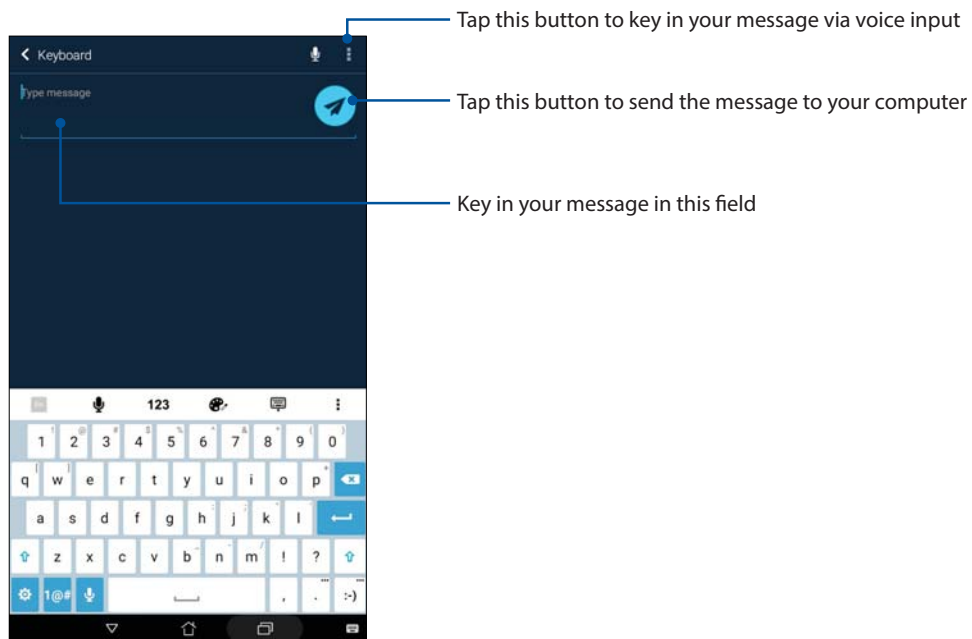 Tap this button to key in your message via voice input
Keyboard
Type message
Tap this button to send the message to your computer
Key in your message in this field
123
1 ! 2 @ 3 # 4 $ 5 % 6 ^ 7 & 8 * 9 ( 0 )
q [ w ] e r t y u i o p +
a s d f g h : j ; k l
z x c v b - n m / ! ?
1@# , . :-)